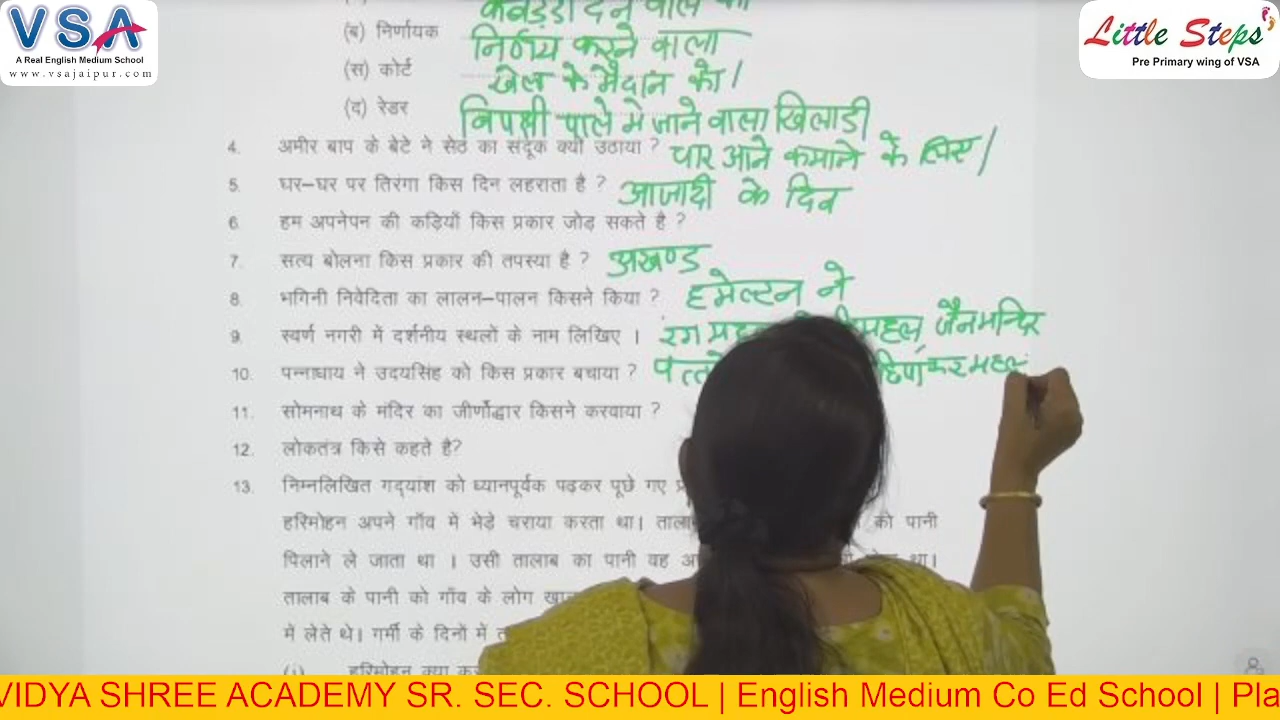 VSA
A Real English Medium School
www.vsajaipur.com
Little Steps
Pre Primary wing of VSA
(ब) निर्णायक निर्णय करने वाला
(स) कोर्ट खेल के मैदान को।
(द) रेडर विपक्षी पाले मे जाने वाला खिलाडी
4. अमीर बाप के बेटे ने सेठ का संदूक क्यों उठाया ? चार आने कमाने के लिए।
5. घर–घर पर तिरंगा किस दिन लहराता है ? आजादी के दिन
6. हम अपनेपन की कड़ियाँ किस प्रकार जोड़ सकते है ?
7. सत्य बोलना किस प्रकार की तपस्या है ? अखण्ड
8. भगिनी निवेदिता का लालन–पालन किसने किया ? हमेल्टन ने
9. स्वर्ण नगरी में दर्शनीय स्थलों के नाम लिखिए । रंग जैनमन्दिर
10. पन्नाधाय ने उदयसिंह को किस प्रकार बचाया ? महल
11. सोमनाथ के मंदिर का जीर्णोद्धार किसने करवाया ?
12. लोकतंत्र किसे कहते है?
13. निम्नलिखित गद्यांश को ध्यानपूर्वक पढ़कर पूछे गए
हरिमोहन अपने गाँव में भेड़े चराया करता था। को पानी
पिलाने ले जाता था । उसी तालाब का पानी वह था।
तालाब के पानी को गाँव के लोग
में लेते थे। गर्मी के दिनों में
(i) हरिमोहन क्या
VIDYA SHREE ACADEMY SR. SEC. SCHOOL | English Medium Co Ed School | Pla